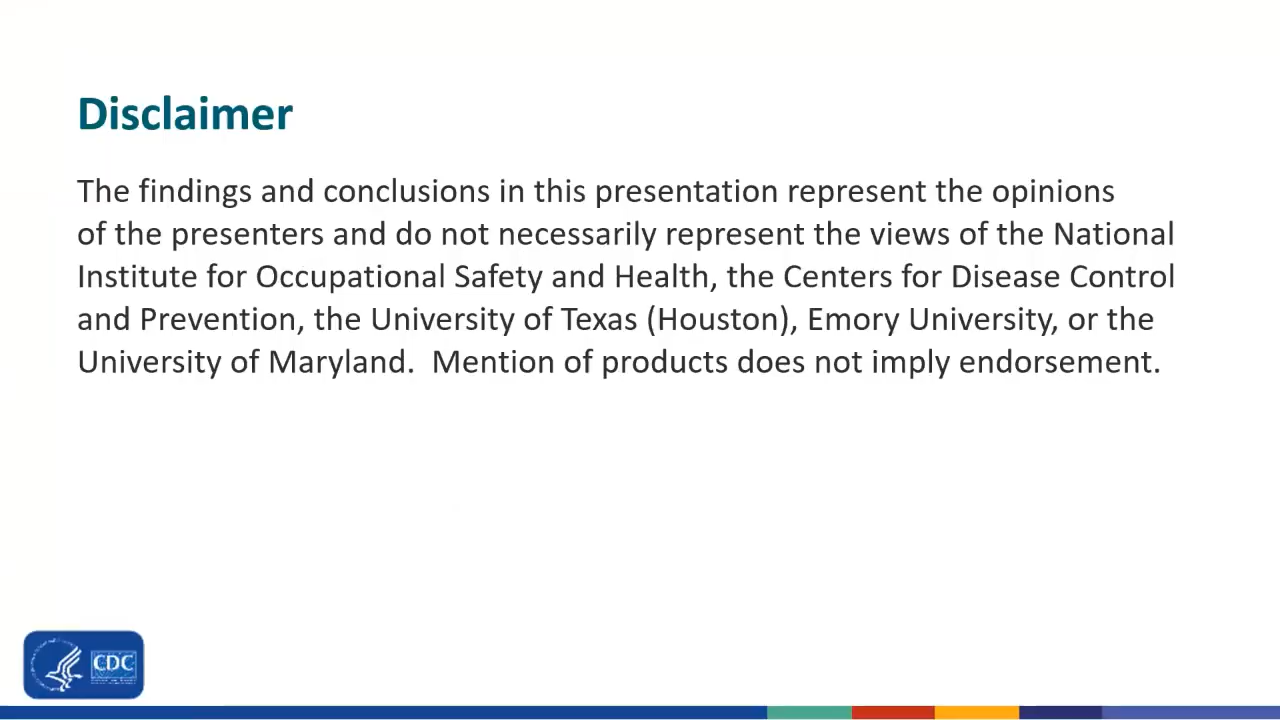 Disclaimer
The findings and conclusions in this presentation represent the opinions
of the presenters and do not necessarily represent the views of the National
Institute for Occupational Safety and Health, the Centers for Disease Control
and Prevention, the University of Texas (Houston), Emory University, or the
University of Maryland.  Mention of products does not imply endorsement.
CDC